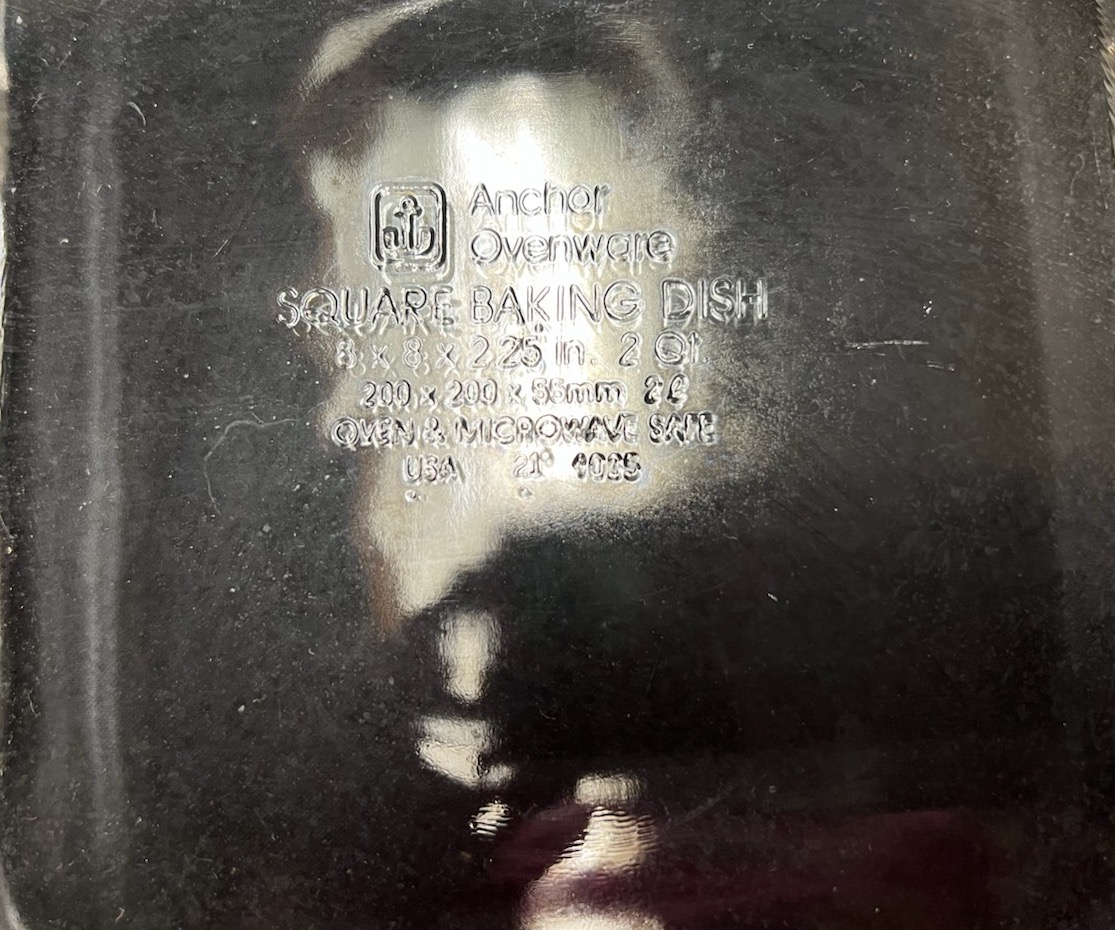 Anchor
Ovenware
SQUARE BAKING DISH
8 x 8 x 2.25 in. 2 Qt.
200 x 200 x 55mm 2ℓ
OVEN & MICROWAVE SAFE
USA 21